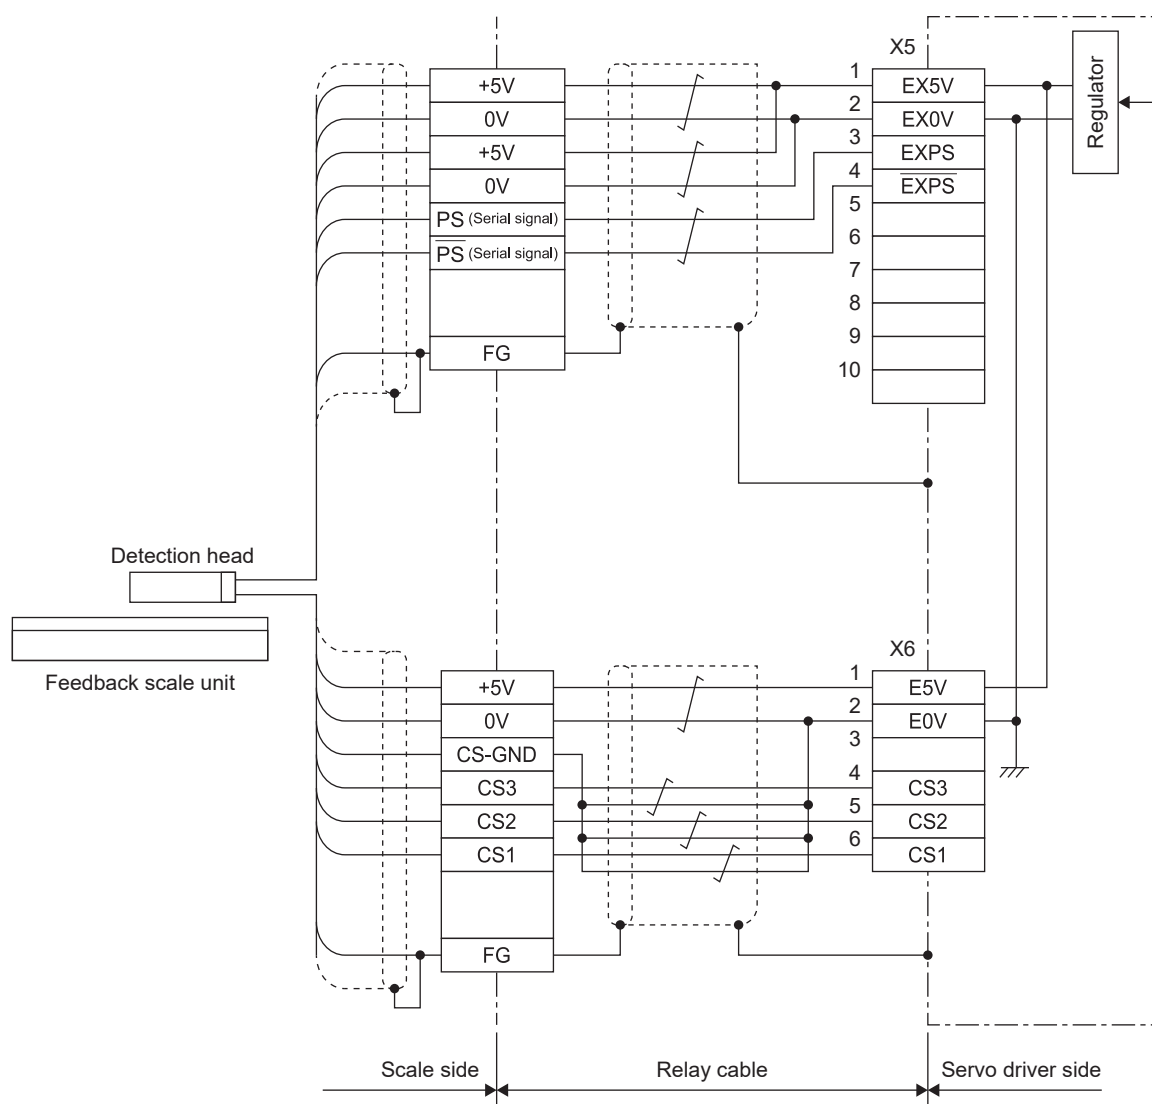 X5
Regulator
1
+5V
EX5V
2
0V
EX0V
3
+5V
EXPS
4
0V
EXPS
5
PS (Serial signal)
6
PS (Serial signal)
7
8
9
FG
10
Detection head
Feedback scale unit
X6
1
+5V
E5V
2
0V
E0V
3
CS-GND
4
CS3
CS3
5
CS2
CS2
6
CS1
CS1
FG
Scale side
Relay cable
Servo driver side